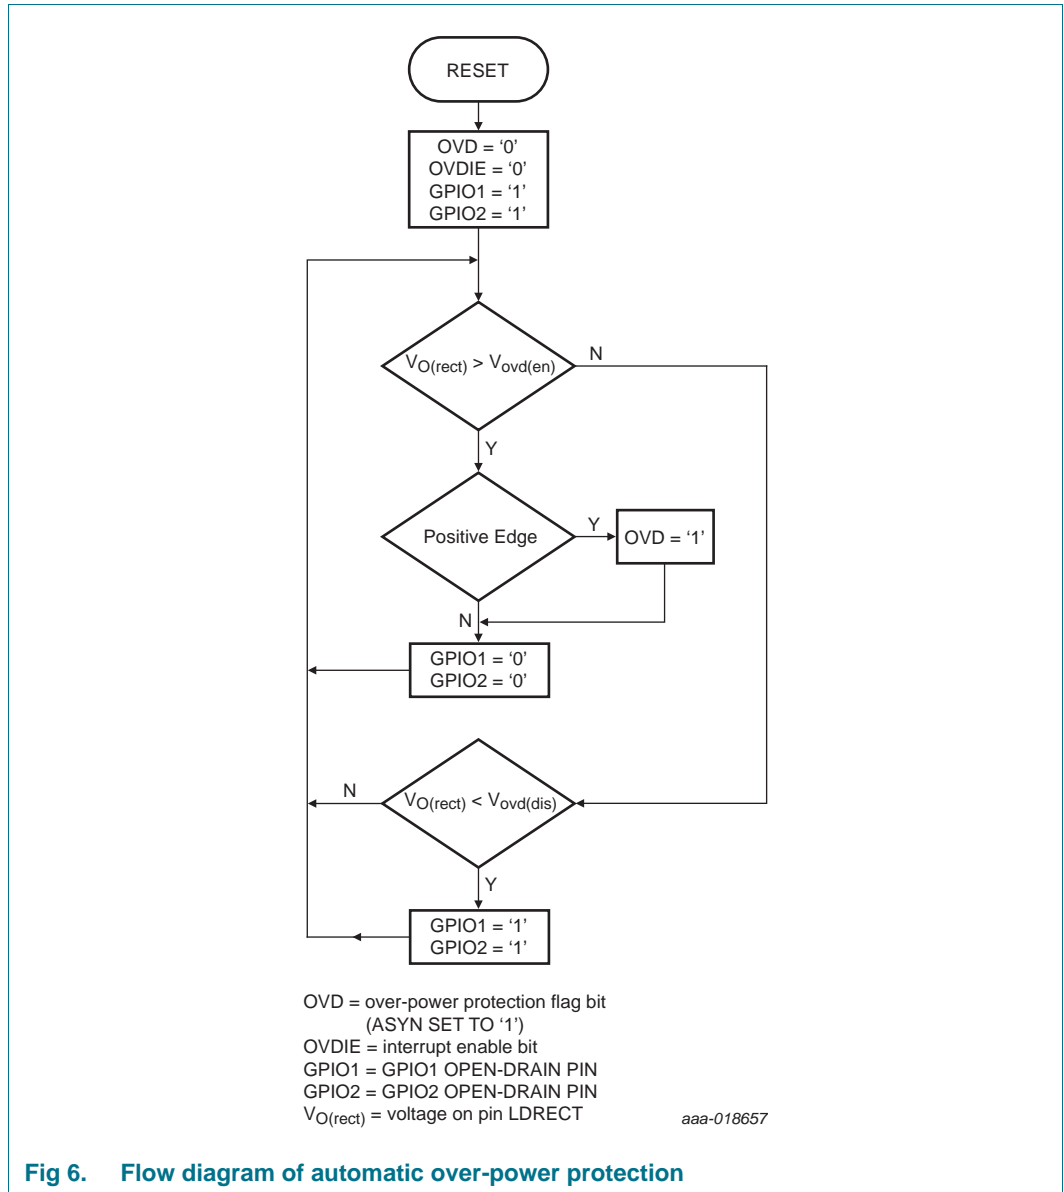 RESET
OVD = ‘0’
OVDIE = ‘0’
GPIO1 = ‘1’
GPIO2 = ‘1’
VO(rect) > Vovd(en)
N
Y
Positive Edge
Y
OVD = ‘1’
N
GPIO1 = ‘0’
GPIO2 = ‘0’
N
VO(rect) < Vovd(dis)
Y
GPIO1 = ‘1’
GPIO2 = ‘1’
OVD = over-power protection flag bit
(ASYN SET TO ‘1’)
OVDIE = interrupt enable bit
GPIO1 = GPIO1 OPEN-DRAIN PIN
GPIO2 = GPIO2 OPEN-DRAIN PIN
VO(rect) = voltage on pin LDRECT
aaa-018657
Fig 6. Flow diagram of automatic over-power protection